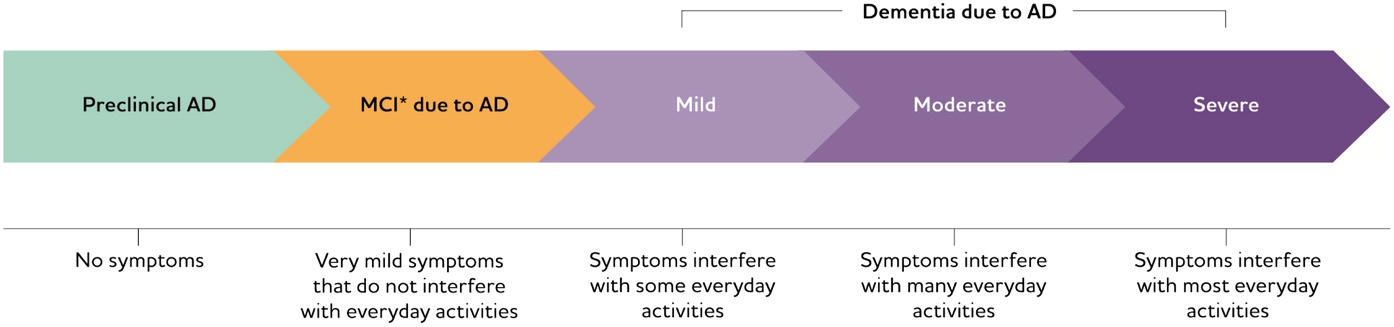 Dementia due to AD
Preclinical AD
MCI* due to AD
Mild
Moderate
Severe
No symptoms
Very mild symptoms
that do not interfere
with everyday activities
Symptoms interfere
with some everyday
activities
Symptoms interfere
with many everyday
activities
Symptoms interfere
with most everyday
activities